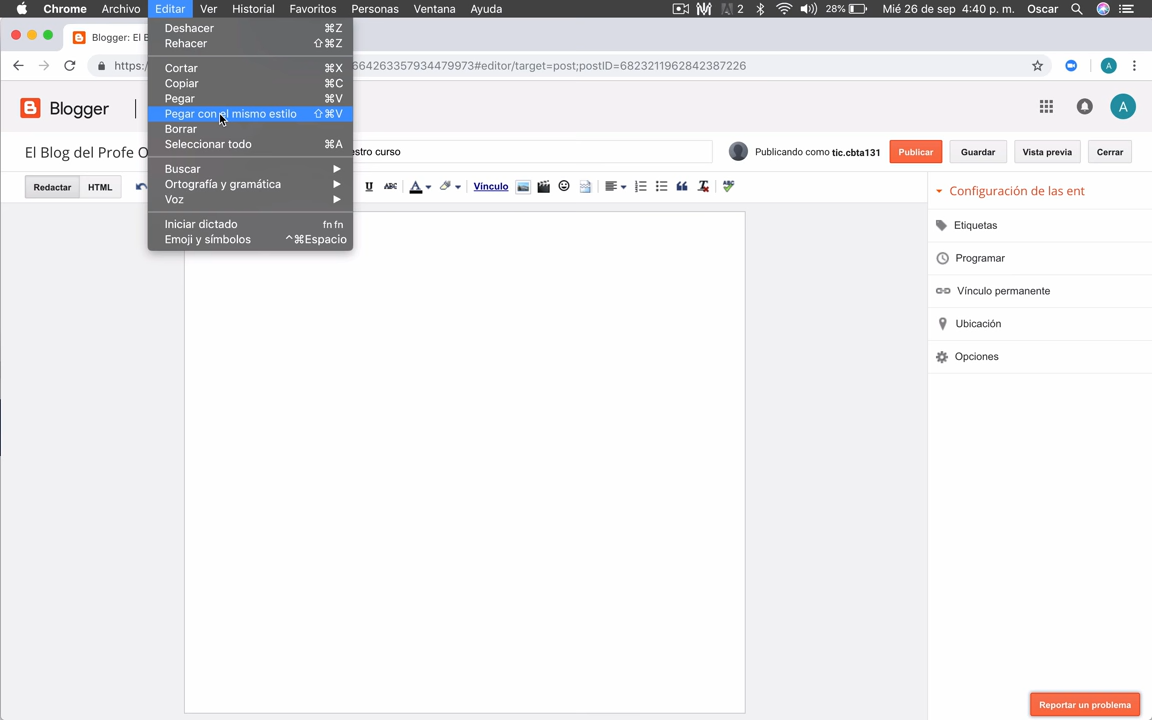 Chrome Archivo Editar Ver Historial Favoritos Personas Ventana Ayuda 2 28% Mié 26 de sep 4:40 p. m. Oscar
Deshacer ⌘Z
Rehacer ⇧⌘Z
Cortar ⌘X
Copiar ⌘C
Pegar ⌘V
Pegar con el mismo estilo ⇧⌘V
Borrar
Seleccionar todo ⌘A
Buscar
Ortografía y gramática
Voz
Iniciar dictado fn fn
Emoji y símbolos ^⌘Espacio
Blogger: El B
https:/ 664263357934479973#editor/target=post;postID=6823211962842387226 A
Blogger A
El Blog del Profe O estro curso Publicando como tic.cbta131 Publicar Guardar Vista previa Cerrar
Redactar HTML U ABC A Vínculo
Configuración de las ent
Etiquetas
Programar
Vínculo permanente
Ubicación
Opciones
Reportar un problema